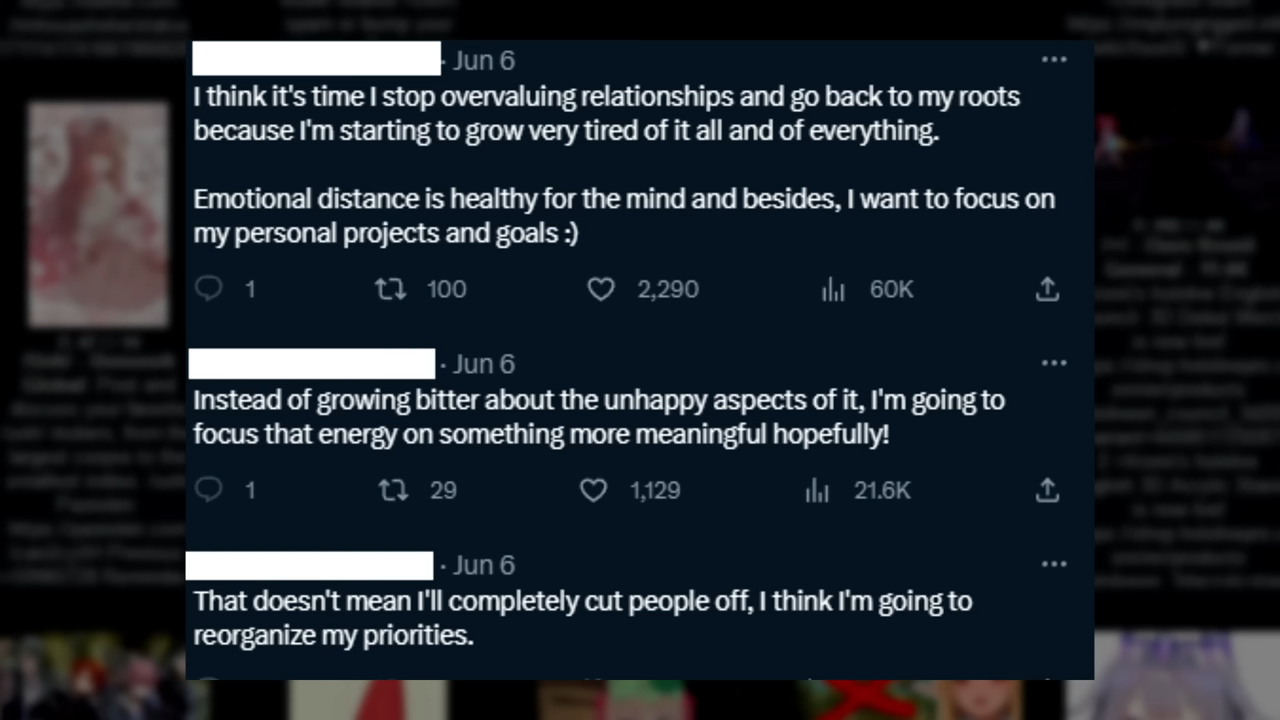 · Jun 6
I think it's time I stop overvaluing relationships and go back to my roots
because I'm starting to grow very tired of it all and of everything.
Emotional distance is healthy for the mind and besides, I want to focus on
my personal projects and goals :)
1 100 2,290 60K
· Jun 6
Instead of growing bitter about the unhappy aspects of it, I'm going to
focus that energy on something more meaningful hopefully!
1 29 1,129 21.6K
· Jun 6
That doesn't mean I'll completely cut people off, I think I'm going to
reorganize my priorities.